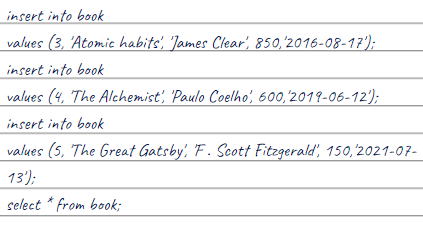 insert into book
values (3, 'Atomic habits', 'James Clear', 850,'2016-08-17');
insert into book
values (4, 'The Alchemist', 'Paulo Coelho', 600,'2019-06-12');
insert into book
values (5, 'The Great Gatsby', 'F . Scott Fitzgerald', 150,'2021-07-
13');
select * from book;